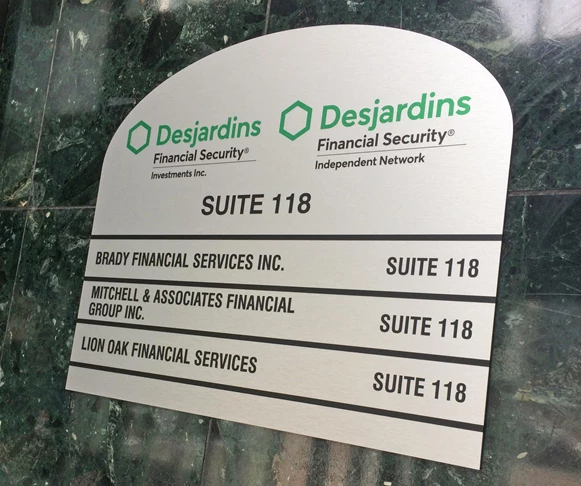 Desjardins
Financial Security®
Investments Inc.
Desjardins
Financial Security®
Independent Network
SUITE 118
BRADY FINANCIAL SERVICES INC. SUITE 118
MITCHELL & ASSOCIATES FINANCIAL
GROUP INC. SUITE 118
LION OAK FINANCIAL SERVICES SUITE 118